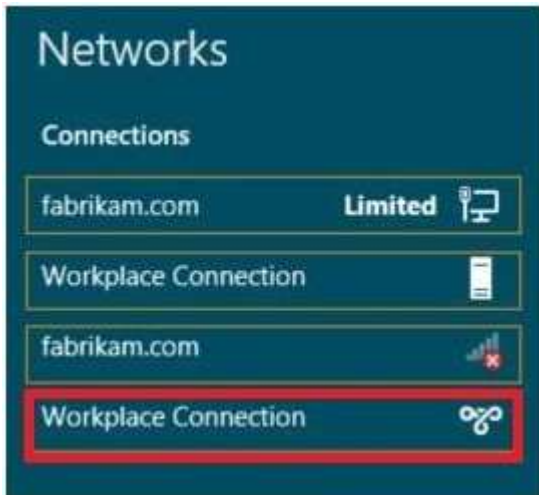 Networks
Connections
fabrikam.com Limited
Workplace Connection
fabrikam.com
Workplace Connection